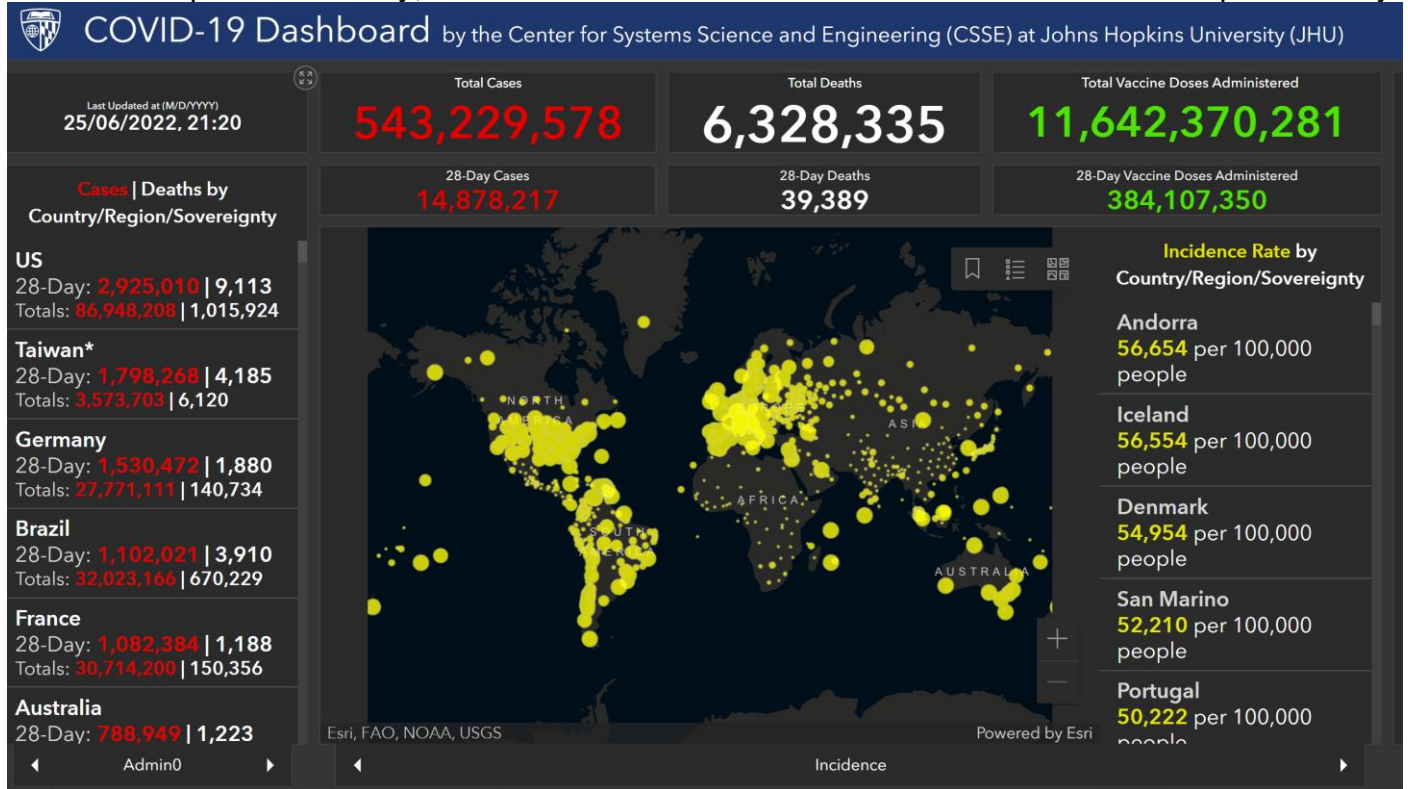 COVID-19 Dashboard by the Center for Systems Science and Engineering (CSSE) at Johns Hopkins University (JHU)
Last Updated at (M/D/YYYY)
25/06/2022, 21:20
Total Cases
543,229,578
Total Deaths
6,328,335
Total Vaccine Doses Administered
11,642,370,281
28-Day Cases
14,878,217
28-Day Deaths
39,389
28-Day Vaccine Doses Administered
384,107,350
Cases | Deaths by
Country/Region/Sovereignty
US
28-Day: 2,925,010 | 9,113
Totals: 86,948,208 | 1,015,924
Taiwan*
28-Day: 1,798,268 | 4,185
Totals: 3,573,703 | 6,120
Germany
28-Day: 1,530,472 | 1,880
Totals: 27,771,111 | 140,734
Brazil
28-Day: 1,102,021 | 3,910
Totals: 32,023,166 | 670,229
France
28-Day: 1,082,384 | 1,188
Totals: 30,714,200 | 150,356
Australia
28-Day: 788,949 | 1,223
Admin0
NORTH
AMERICA
SOUTH
AMERICA
EUROPE
AFRICA
ASIA
AUSTRALIA
Esri, FAO, NOAA, USGS
Powered by Esri
Incidence
Incidence Rate by
Country/Region/Sovereignty
Andorra
56,654 per 100,000
people
Iceland
56,554 per 100,000
people
Denmark
54,954 per 100,000
people
San Marino
52,210 per 100,000
people
Portugal
50,222 per 100,000
people